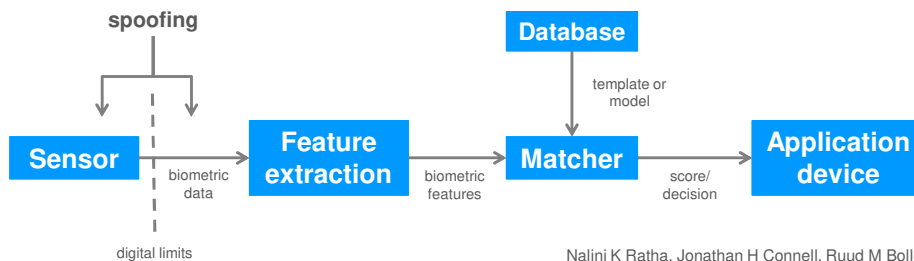 spoofing
Database
template or
model
Sensor
Feature
extraction
Matcher
Application
device
biometric
data
biometric
features
score/
decision
digital limits
Nalini K Ratha, Jonathan H Connell, Ruud M Boll